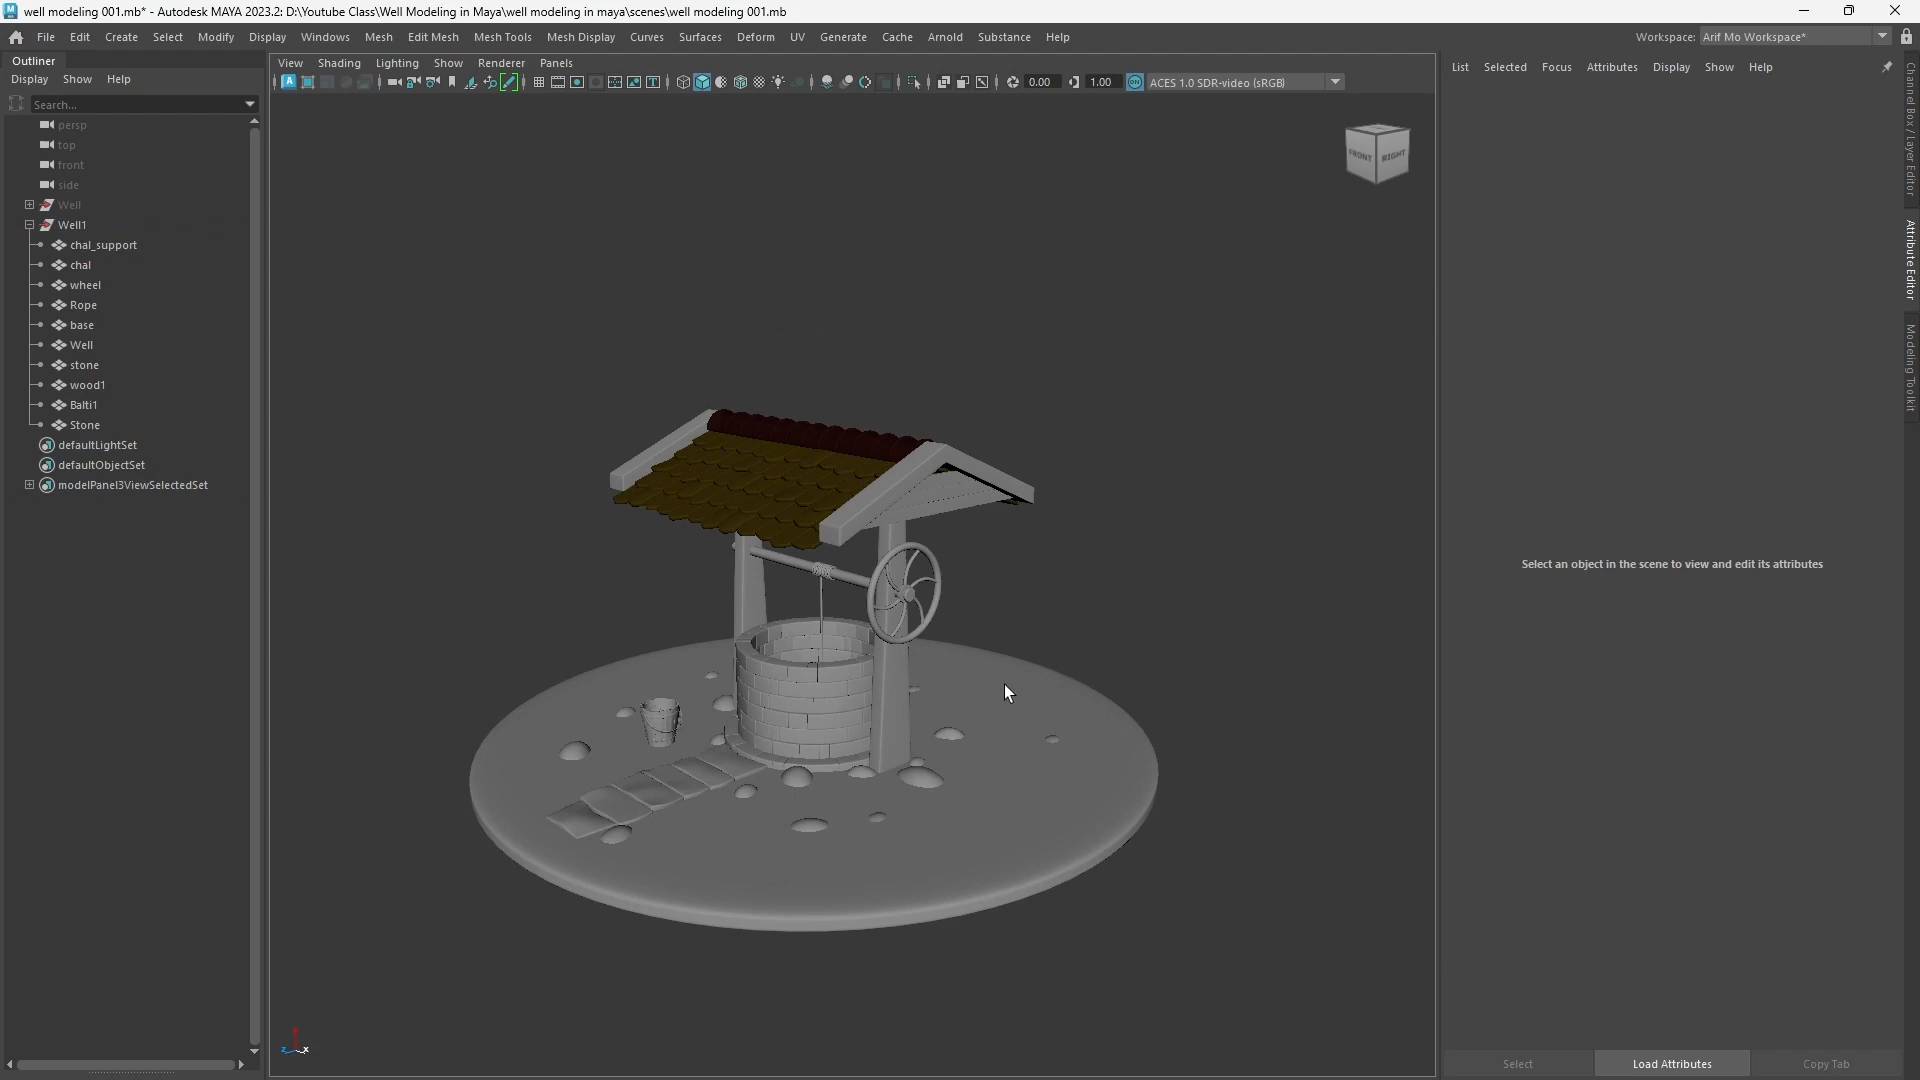 well modeling 001.mb* - Autodesk MAYA 2023.2: D:\Youtube Class\Well Modeling in Maya\well modeling in maya\scenes\well modeling 001.mb
File Edit Create Select Modify Display Windows Mesh Edit Mesh Mesh Tools Mesh Display Curves Surfaces Deform UV Generate Cache Arnold Substance Help Workspace: Arif Mo Workspace*
Outliner
Display Show Help
Search...
persp
top
front
side
Well
Well1
chal_support
chal
wheel
Rope
base
Well
stone
wood1
Balti1
Stone
defaultLightSet
defaultObjectSet
modelPanel3ViewSelectedSet
View Shading Lighting Show Renderer Panels
0.00 1.00 ON ACES 1.0 SDR-video (sRGB)
FRONT RIGHT
z x
List Selected Focus Attributes Display Show Help
Select an object in the scene to view and edit its attributes
Select Load Attributes Copy Tab
Channel Box / Layer Editor
Attribute Editor
Modeling Toolkit